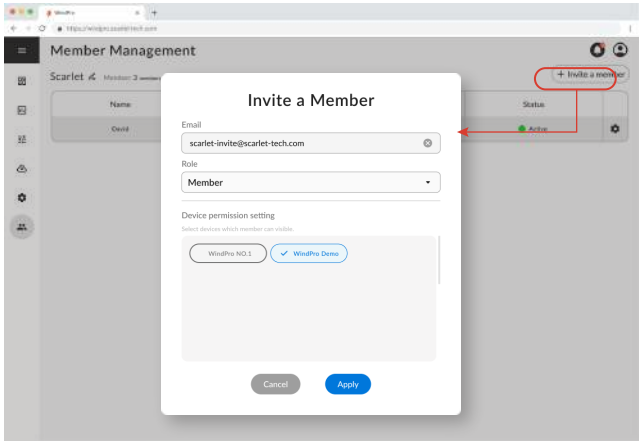 WindPro
https://windpro.scarlet-tech.com
Member Management
Scarlet
+ Invite a member
Name
Status
David
Active
Invite a Member
Email
scarlet-invite@scarlet-tech.com
Role
Member
Device permission setting
Select devices which member can visible.
WindPro NO.1
WindPro Demo
Cancel
Apply